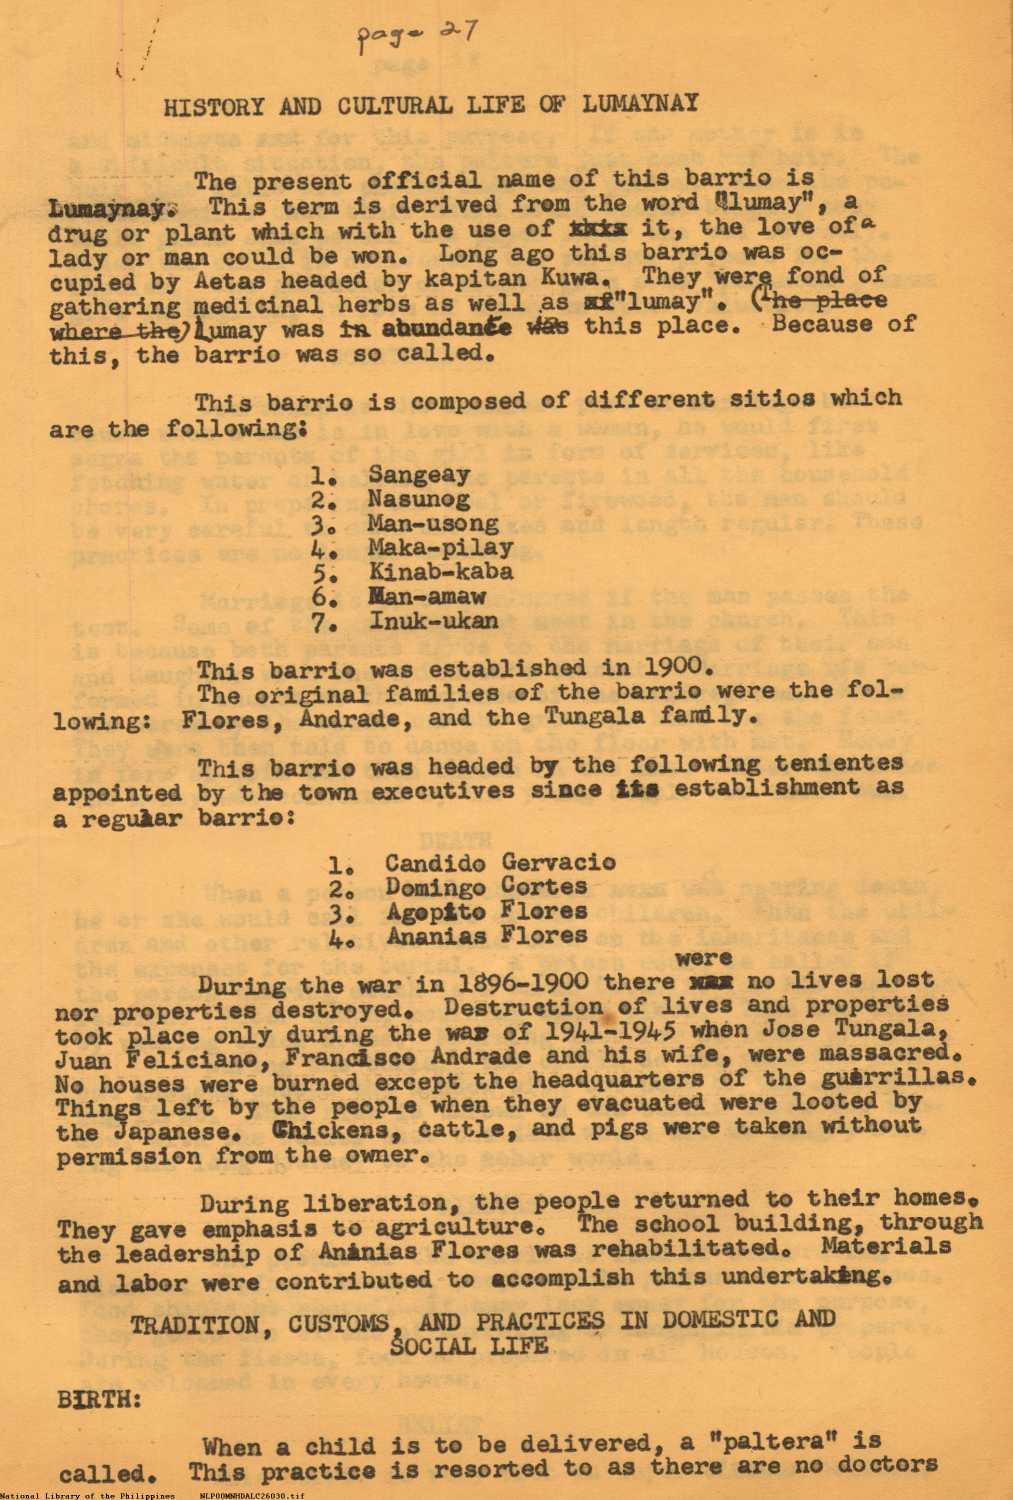 page 27
HISTORY AND CULTURAL LIFE OF LUMAYNAY
The present official name of this barrio is
Lumaynay. This term is derived from the word "lumay", a
drug or plant which with the use of it, the love of a
lady or man could be won. Long ago this barrio was oc-
cupied by Aetas headed by kapitan Kuwa. They were fond of
gathering medicinal herbs as well as "lumay". (The place
where the) Lumay was in abundance in this place. Because of
this, the barrio was so called.
This barrio is composed of different sitios which
are the following:
1. Sangeay
2. Nasunog
3. Man-usong
4. Maka-pilay
5. Kinab-kaba
6. Man-amaw
7. Inuk-ukan
This barrio was established in 1900.
The original families of the barrio were the fol-
lowing: Flores, Andrade, and the Tungala family.
This barrio was headed by the following tenientes
appointed by the town executives since its establishment as
a regular barrio:
1. Candido Gervacio
2. Domingo Cortes
3. Agopito Flores
4. Ananias Flores
were
During the war in 1896-1900 there no lives lost
nor properties destroyed. Destruction of lives and properties
took place only during the war of 1941-1945 when Jose Tungala,
Juan Feliciano, Francisco Andrade and his wife, were massacred.
No houses were burned except the headquarters of the guirrillas.
Things left by the people when they evacuated were looted by
the Japanese. Chickens, cattle, and pigs were taken without
permission from the owner.
During liberation, the people returned to their homes.
They gave emphasis to agriculture. The school building, through
the leadership of Ananias Flores was rehabilitated. Materials
and labor were contributed to accomplish this undertaking.
TRADITION, CUSTOMS, AND PRACTICES IN DOMESTIC AND
SOCIAL LIFE
BIRTH:
When a child is to be delivered, a "paltera" is
called. This practice is resorted to as there are no doctors
National Library of the Philippines NLPOOMNHDALC26030.tif